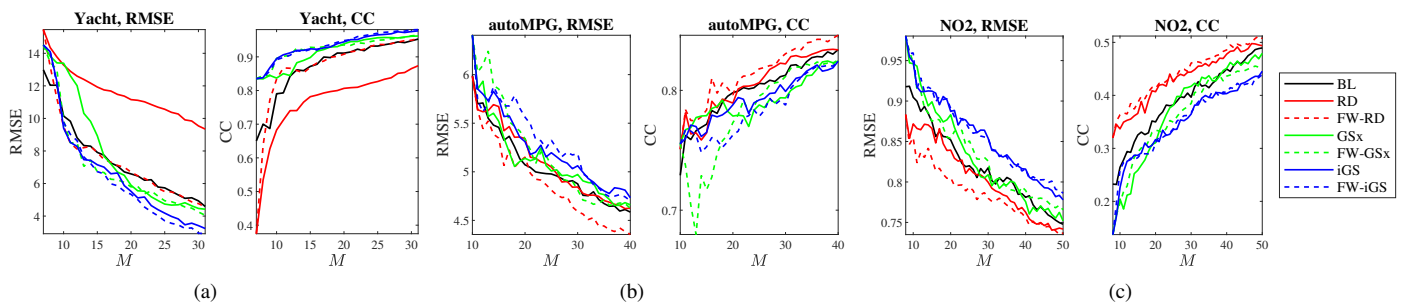 Yacht, RMSE
14
12
10
8
6
4
RMSE
10
20
30
M
Yacht, CC
0.9
0.8
0.7
0.6
0.5
0.4
CC
10
20
30
M
(a)
autoMPG, RMSE
6
5.5
5
4.5
RMSE
10
20
30
40
M
autoMPG, CC
0.8
0.7
CC
10
20
30
40
M
(b)
NO2, RMSE
0.95
0.9
0.85
0.8
0.75
RMSE
10
20
30
40
50
M
NO2, CC
0.5
0.4
0.3
0.2
CC
10
20
30
40
50
M
(c)
BL
RD
FW-RD
GSx
FW-GSx
iGS
FW-iGS